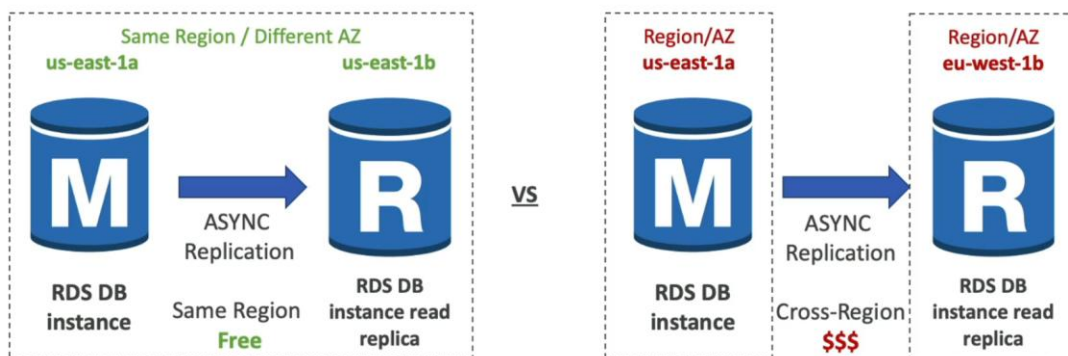 Same Region / Different AZ
us-east-1a
us-east-1b
M
R
ASYNC
Replication
RDS DB
instance
Same Region
Free
RDS DB
instance read
replica
VS
Region/AZ
us-east-1a
Region/AZ
eu-west-1b
M
R
ASYNC
Replication
RDS DB
instance
Cross-Region
$$$
RDS DB
instance read
replica